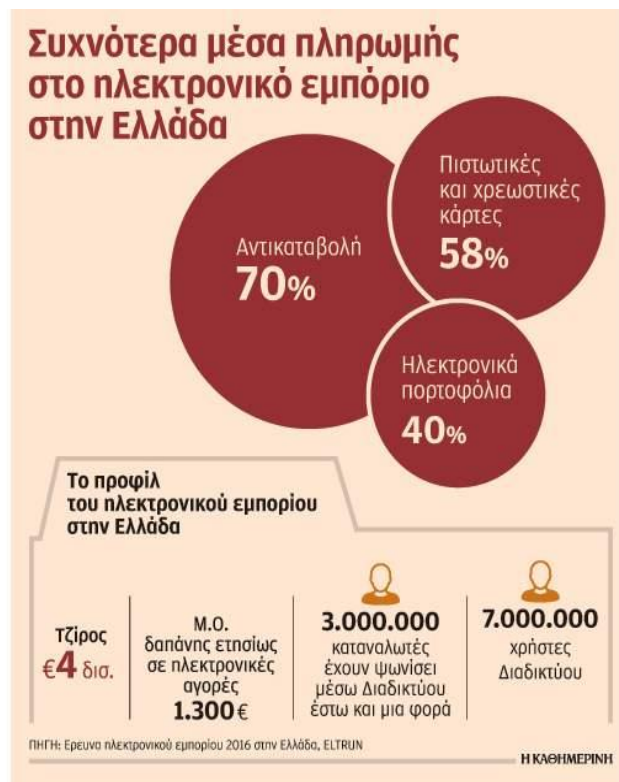 Συχνότερα μέσα πληρωμής
στο ηλεκτρονικό εμπόριο
στην Ελλάδα
Αντικαταβολή
70%
Πιστωτικές
και χρεωστικές
κάρτες
58%
Ηλεκτρονικά
πορτοφόλια
40%
Το προφίλ
του ηλεκτρονικού εμπορίου
στην Ελλάδα
Τζίρος
€4 δισ.
Μ.Ο.
δαπάνης ετησίως
σε ηλεκτρονικές
αγορές
1.300 €
3.000.000
καταναλωτές
έχουν ψωνίσει
μέσω Διαδικτύου
έστω και μια φορά
7.000.000
χρήστες
Διαδικτύου
ΠΗΓΗ: Ερευνα ηλεκτρονικού εμπορίου 2016 στην Ελλάδα, ELTRUN
Η ΚΑΘΗΜΕΡΙΝΗ